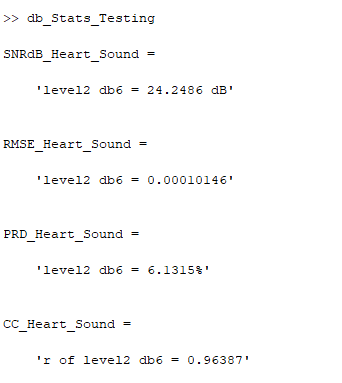 >> db_Stats_Testing
SNRdB_Heart_Sound =
'level2 db6 = 24.2486 dB'
RMSE_Heart_Sound =
'level2 db6 = 0.00010146'
PRD_Heart_Sound =
'level2 db6 = 6.1315%'
CC_Heart_Sound =
'r of level2 db6 = 0.96387'